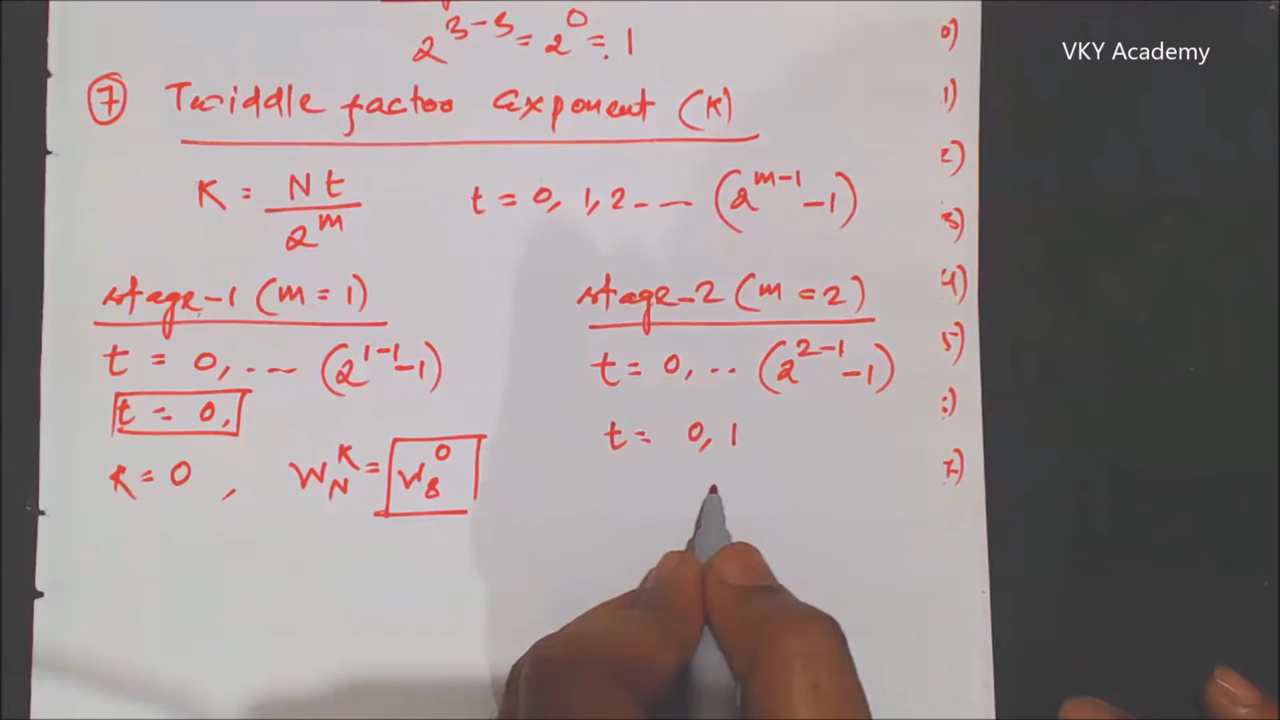 VKY Academy
2^{3-3} = 2^0 = 1
⑦ Twiddle factor exponent (K)
K = \frac{Nt}{2^m} t = 0, 1, 2 -- (2^{m-1} - 1)
stage-1 (m = 1)
t = 0, ... (2^{1-1} - 1)
t = 0,
K = 0 , W_N^K = W_8^0
stage-2 (m = 2)
t = 0, .. (2^{2-1} - 1)
t = 0, 1
0)
1)
2)
3)
4)
5)
7)